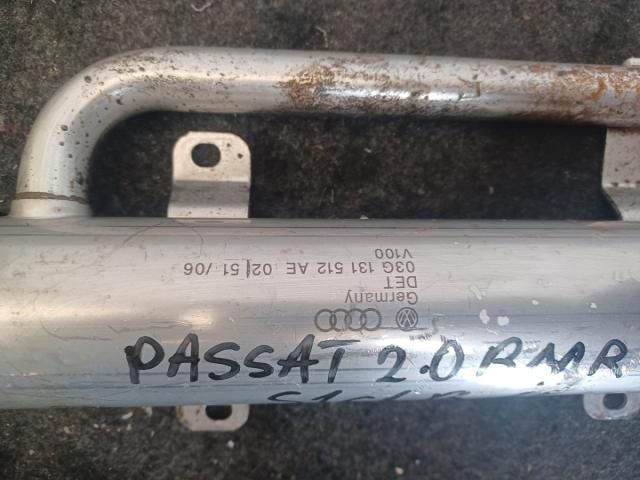 Germany
DET
03G 131 512 AE 02 51 /06
V100
PASSAT 2.0 BMR